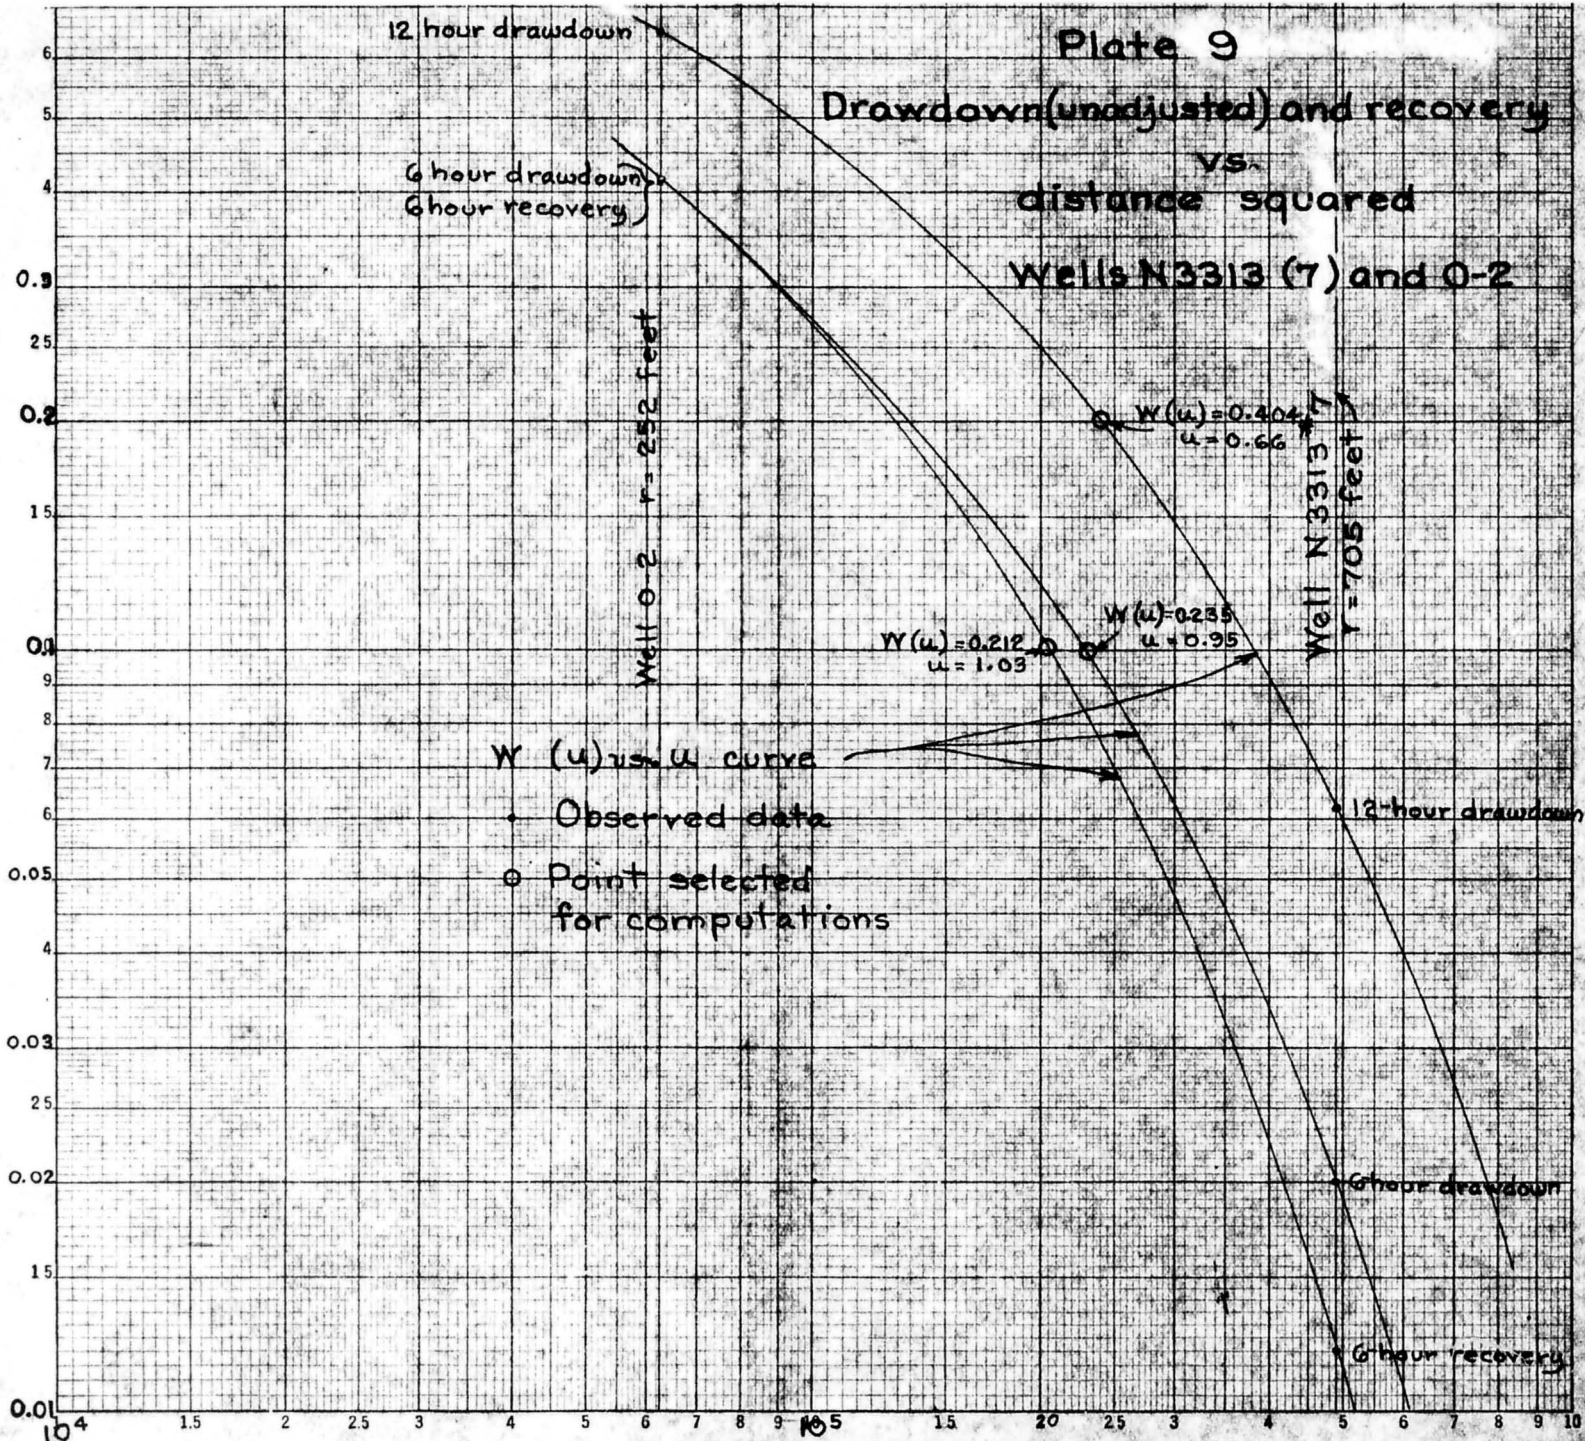 Plate 9
Drawdown (unadjusted) and recovery
vs.
distance squared
Wells N3313 (7) and O-2
12 hour drawdown
6 hour drawdown
6 hour recovery
Well O-2 r = 252 feet
W(u) = 0.404
u = 0.66
Well N 3313 #7
r = 705 feet
W(u) = 0.235
u = 0.95
W(u) = 0.212
u = 1.03
W (u) vs. u curve
• Observed data
○ Point selected
for computations
12-hour drawdown
6-hour drawdown
6-hour recovery
6
5
4
0.3
25
0.2
15
0.1
9
8
7
6
0.05
4
0.03
25
0.02
15
0.01
10^4 1.5 2 2.5 3 4 5 6 7 8 9 10^5 1.5 20 2.5 3 4 5 6 7 8 9 10